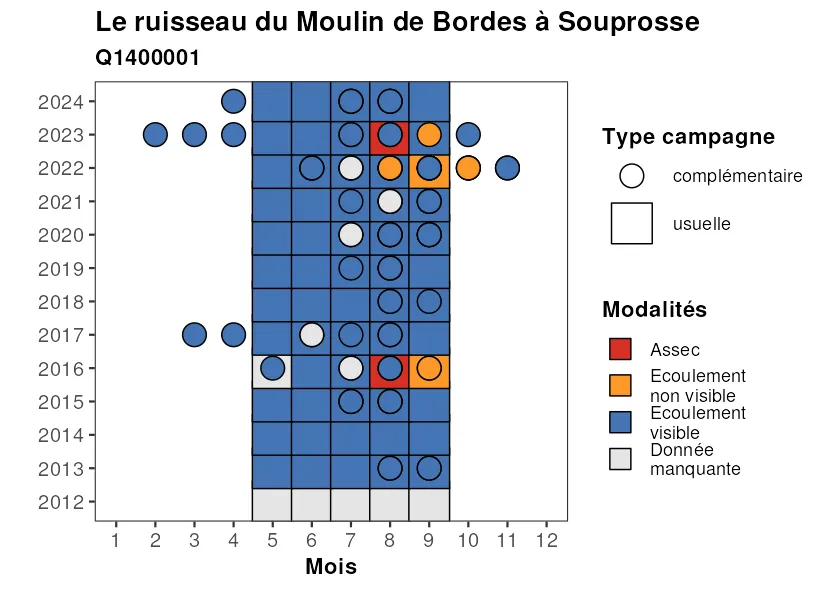 Le ruisseau du Moulin de Bordes à Souprosse
Q1400001
2024
2023
2022
2021
2020
2019
2018
2017
2016
2015
2014
2013
2012
1 2 3 4 5 6 7 8 9 10 11 12
Mois
Type campagne
complémentaire
usuelle
Modalités
Assec
Ecoulement
non visible
Ecoulement
visible
Donnée
manquante